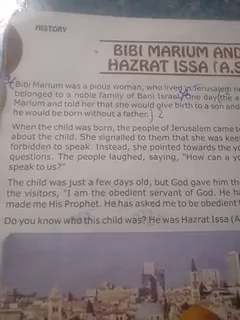 HISTORY
BIBI MARIUM AND
HAZRAT ISSA (A.S
Bibi Marium was a pious woman, who lived in Jerusalem
belonged to a noble family of Bani Israel. One day the a
Marium and told her that she would give birth to a son and
he would be born without a father.
When the child was born, the people of Jerusalem came t
about the child. She signalled to them that she was kee
forbidden to speak. Instead, she pointed towards the yo
questions. The people laughed, saying, "How can a yo
speak to us?"
The child was just a few days old, but God gave him th
the visitors, "I am the obedient servant of God. He ha
made me His Prophet. He has asked me to be obedient
Do you know who this child was? He was Hazrat Issa (A